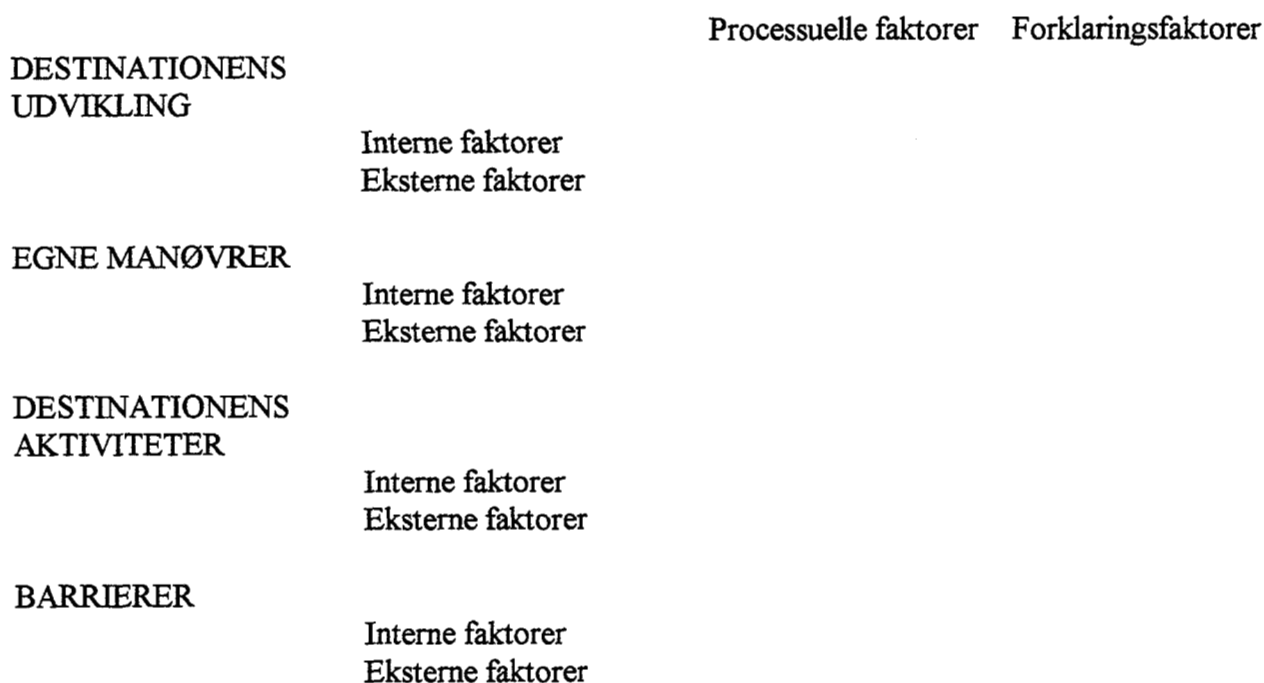 Processuelle faktorer Forklaringsfaktorer
DESTINATIONENS
UDVIKLING
Interne faktorer
Eksterne faktorer
EGNE MANØVRER
Interne faktorer
Eksterne faktorer
DESTINATIONENS
AKTIVITETER
Interne faktorer
Eksterne faktorer
BARRIERER
Interne faktorer
Eksterne faktorer